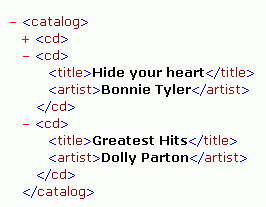 - <catalog>
+ <cd>
- <cd>
<title>Hide your heart</title>
<artist>Bonnie Tyler</artist>
</cd>
- <cd>
<title>Greatest Hits</title>
<artist>Dolly Parton</artist>
</cd>
</catalog>